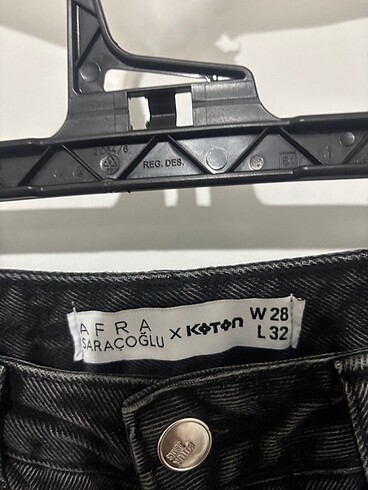 REG. DES.
AFRA
SARAÇOĞLU
X KOTON
W 28
L 32